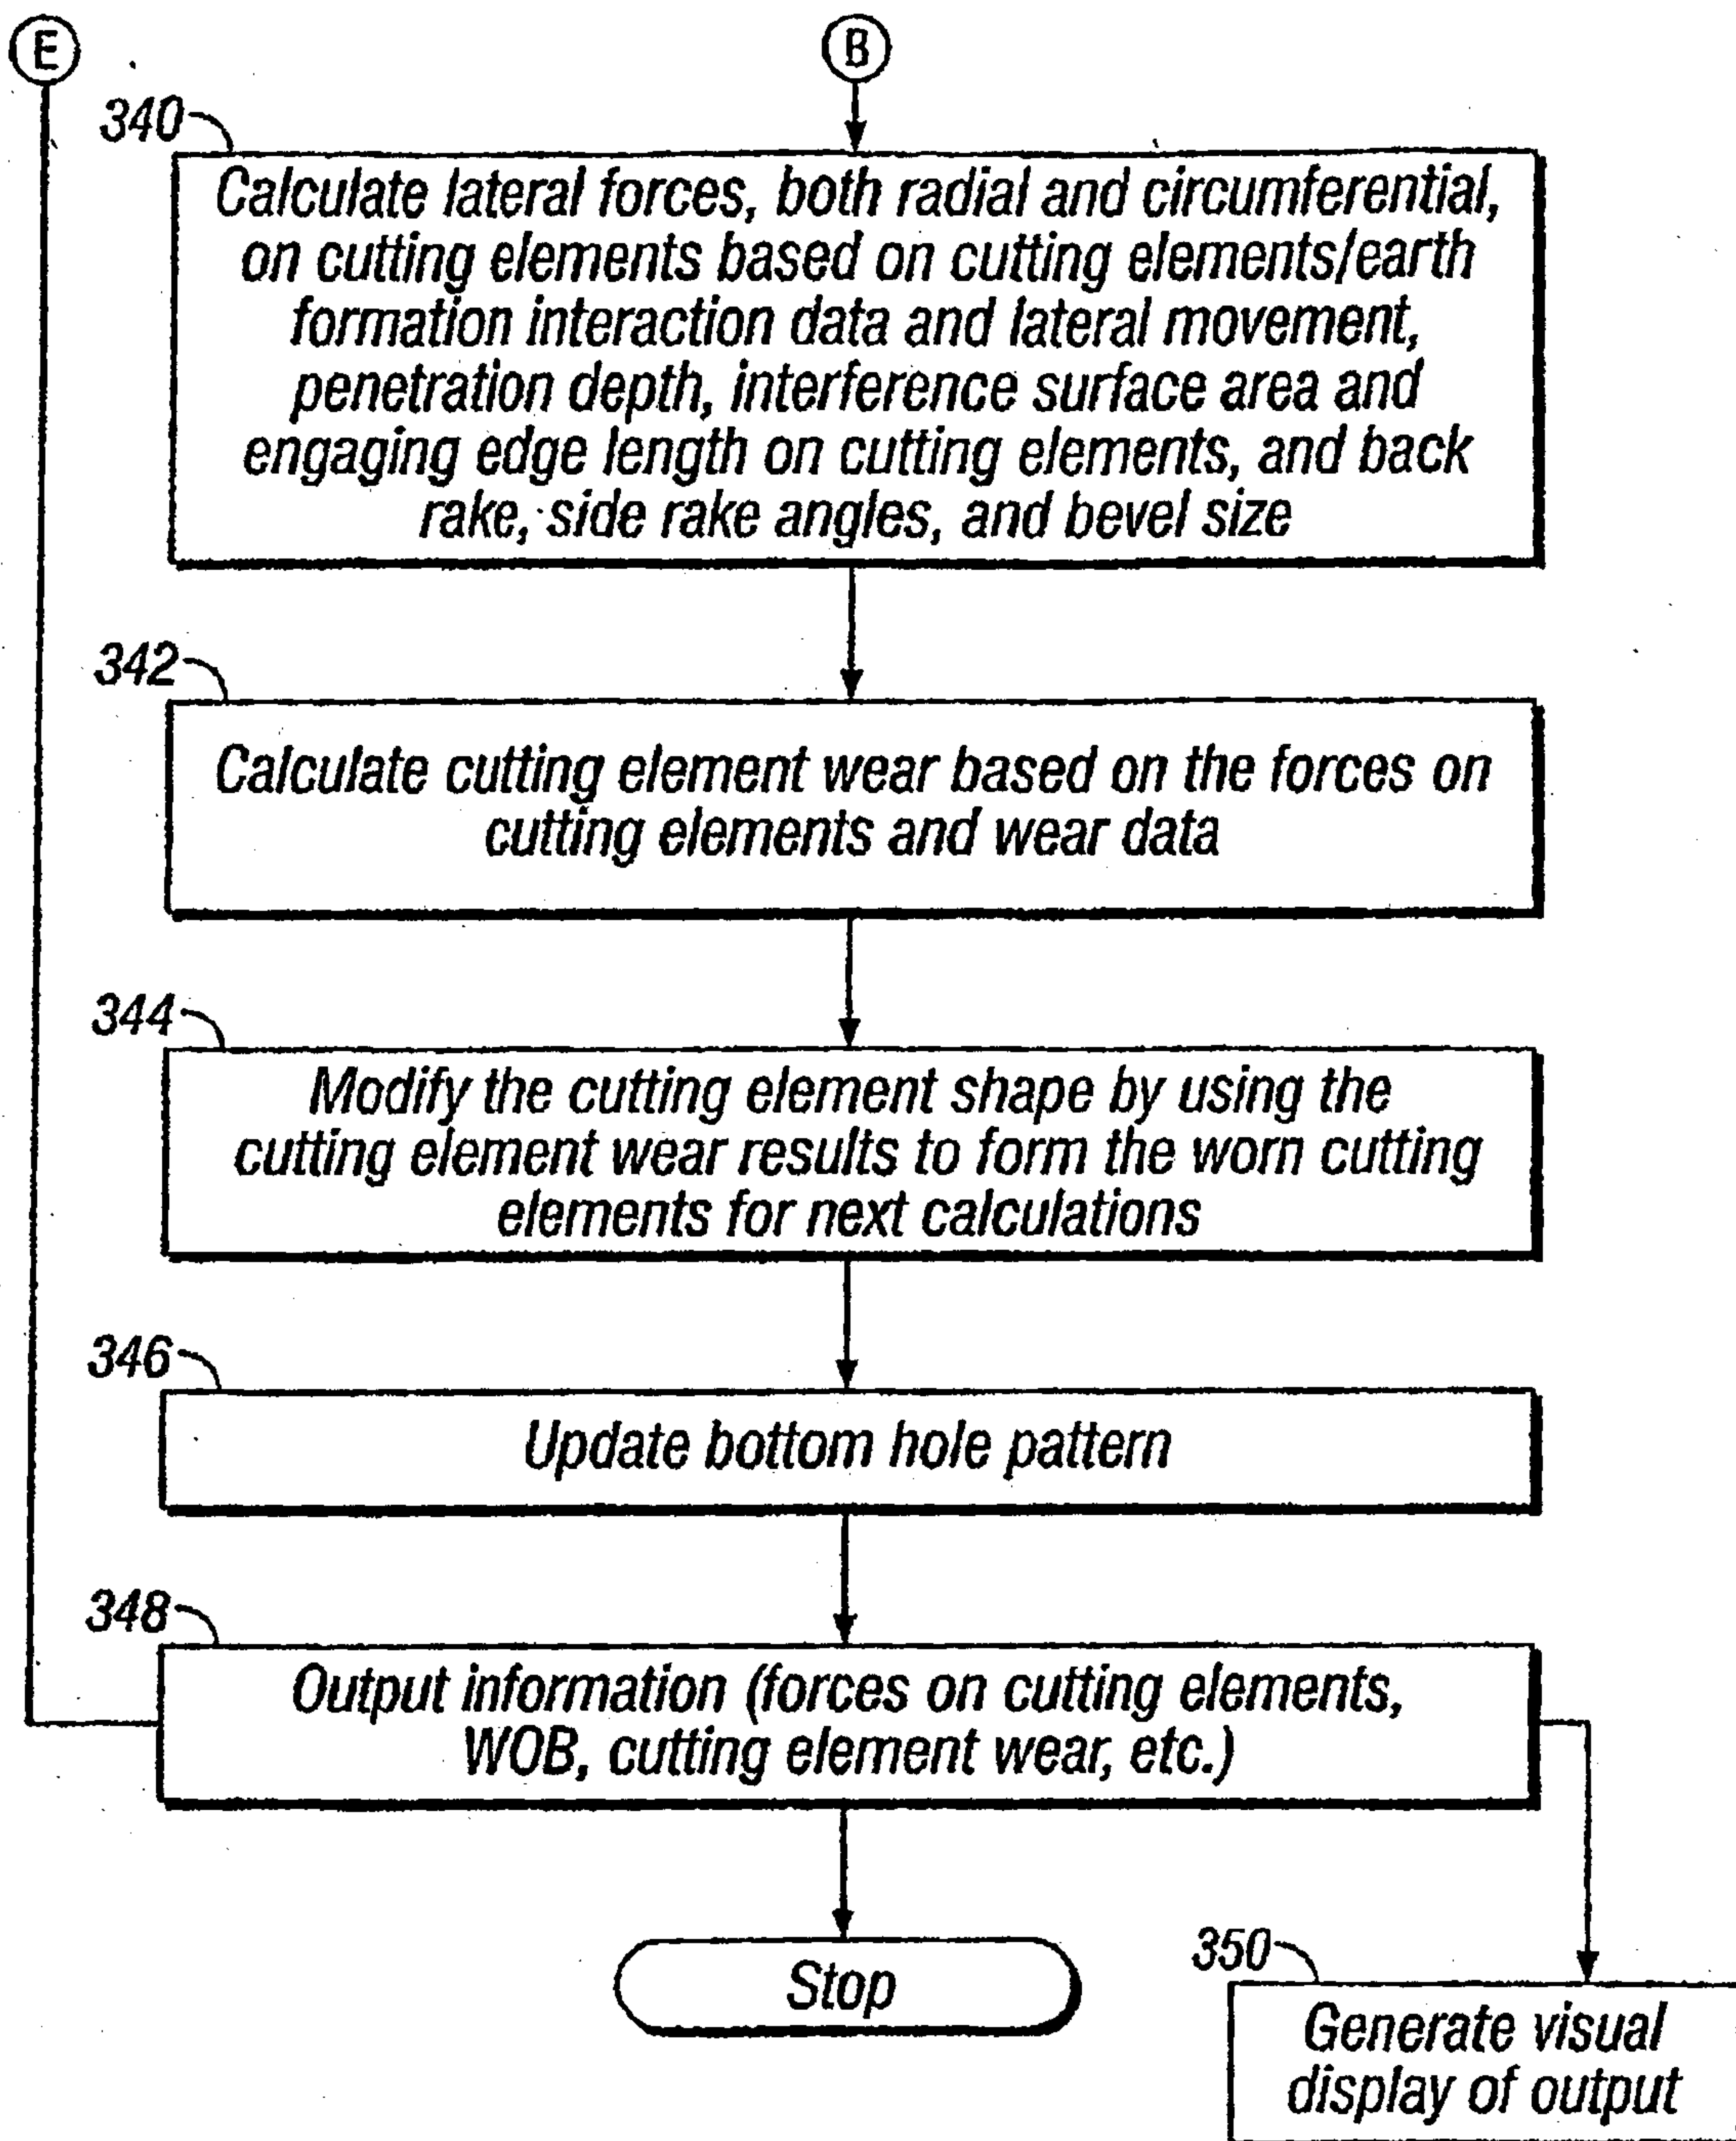 E
B
340
Calculate lateral forces, both radial and circumferential,
on cutting elements based on cutting elements/earth
formation interaction data and lateral movement,
penetration depth, interference surface area and
engaging edge length on cutting elements, and back
rake, side rake angles, and bevel size
342
Calculate cutting element wear based on the forces on
cutting elements and wear data
344
Modify the cutting element shape by using the
cutting element wear results to form the worn cutting
elements for next calculations
346
Update bottom hole pattern
348
Output information (forces on cutting elements,
WOB, cutting element wear, etc.)
Stop
350
Generate visual
display of output